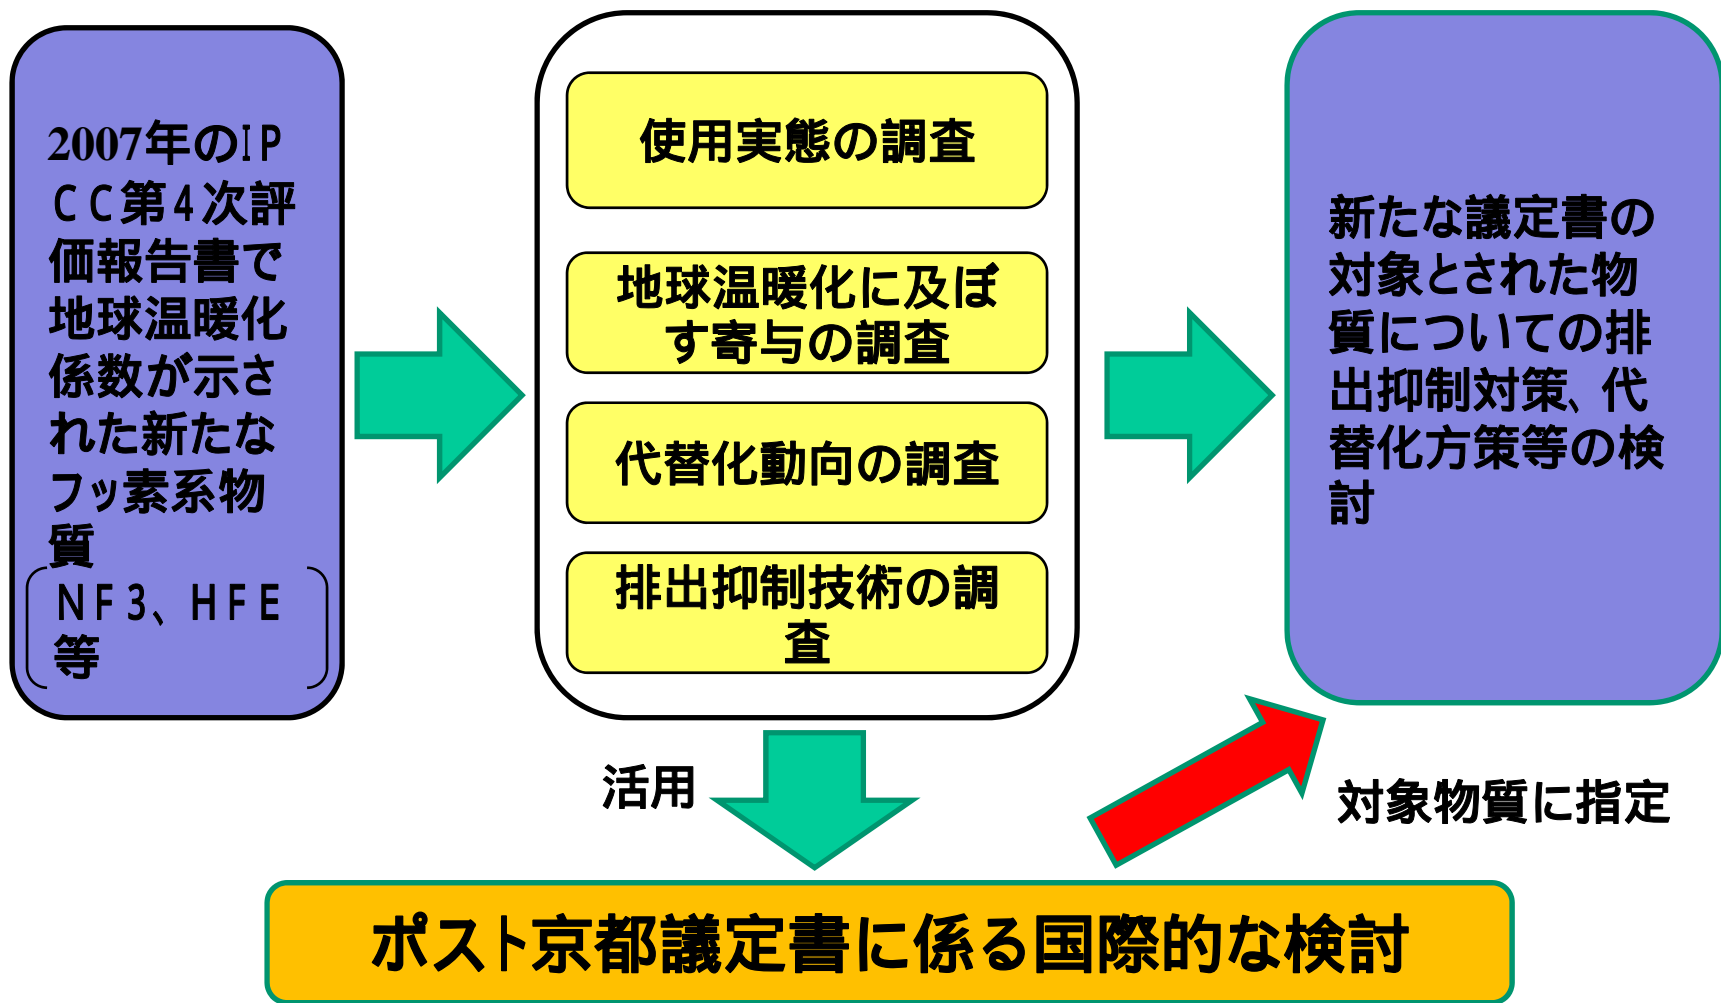 2007年のIP
CC第4次評
価報告書で
地球温暖化
係数が示さ
れた新たな
フッ素系物
質
NF3、HFE
等
使用実態の調査
地球温暖化に及ぼ
す寄与の調査
代替化動向の調査
排出抑制技術の調
査
新たな議定書の
対象とされた物
質についての排
出抑制対策、代
替化方策等の検
討
活用
対象物質に指定
ポスト京都議定書に係る国際的な検討